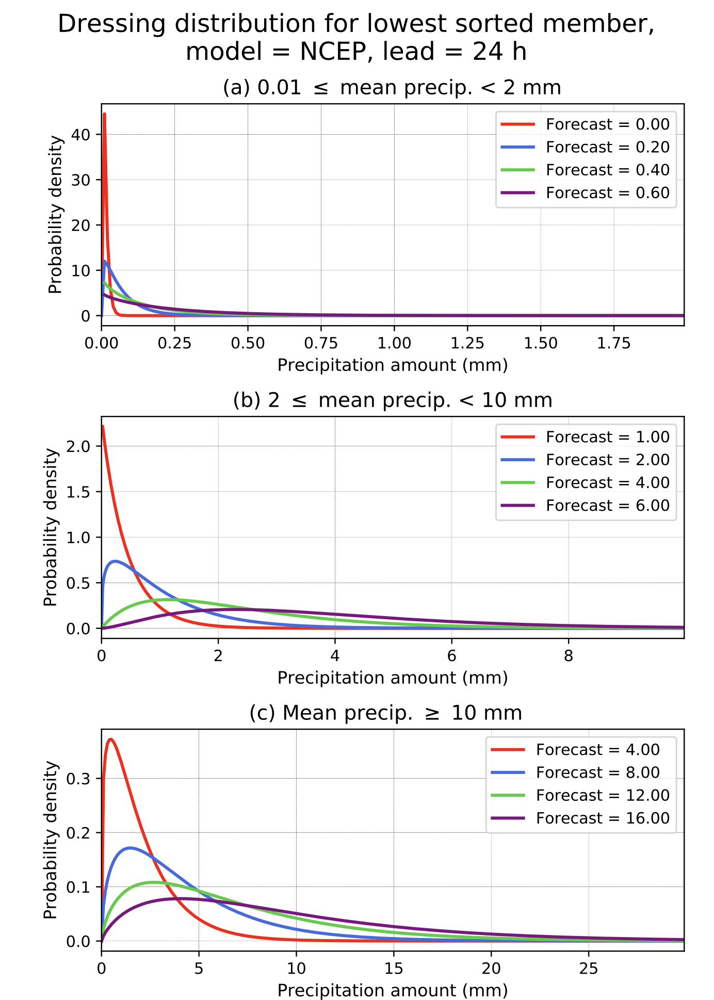 Dressing distribution for lowest sorted member,
model = NCEP, lead = 24 h
(a) 0.01 ≤ mean precip. < 2 mm
Probability density
40
30
20
10
0
Forecast = 0.00
Forecast = 0.20
Forecast = 0.40
Forecast = 0.60
0.00 0.25 0.50 0.75 1.00 1.25 1.50 1.75
Precipitation amount (mm)
(b) 2 ≤ mean precip. < 10 mm
Probability density
2.0
1.5
1.0
0.5
0.0
Forecast = 1.00
Forecast = 2.00
Forecast = 4.00
Forecast = 6.00
0 2 4 6 8
Precipitation amount (mm)
(c) Mean precip. ≥ 10 mm
Probability density
0.3
0.2
0.1
0.0
Forecast = 4.00
Forecast = 8.00
Forecast = 12.00
Forecast = 16.00
0 5 10 15 20 25
Precipitation amount (mm)